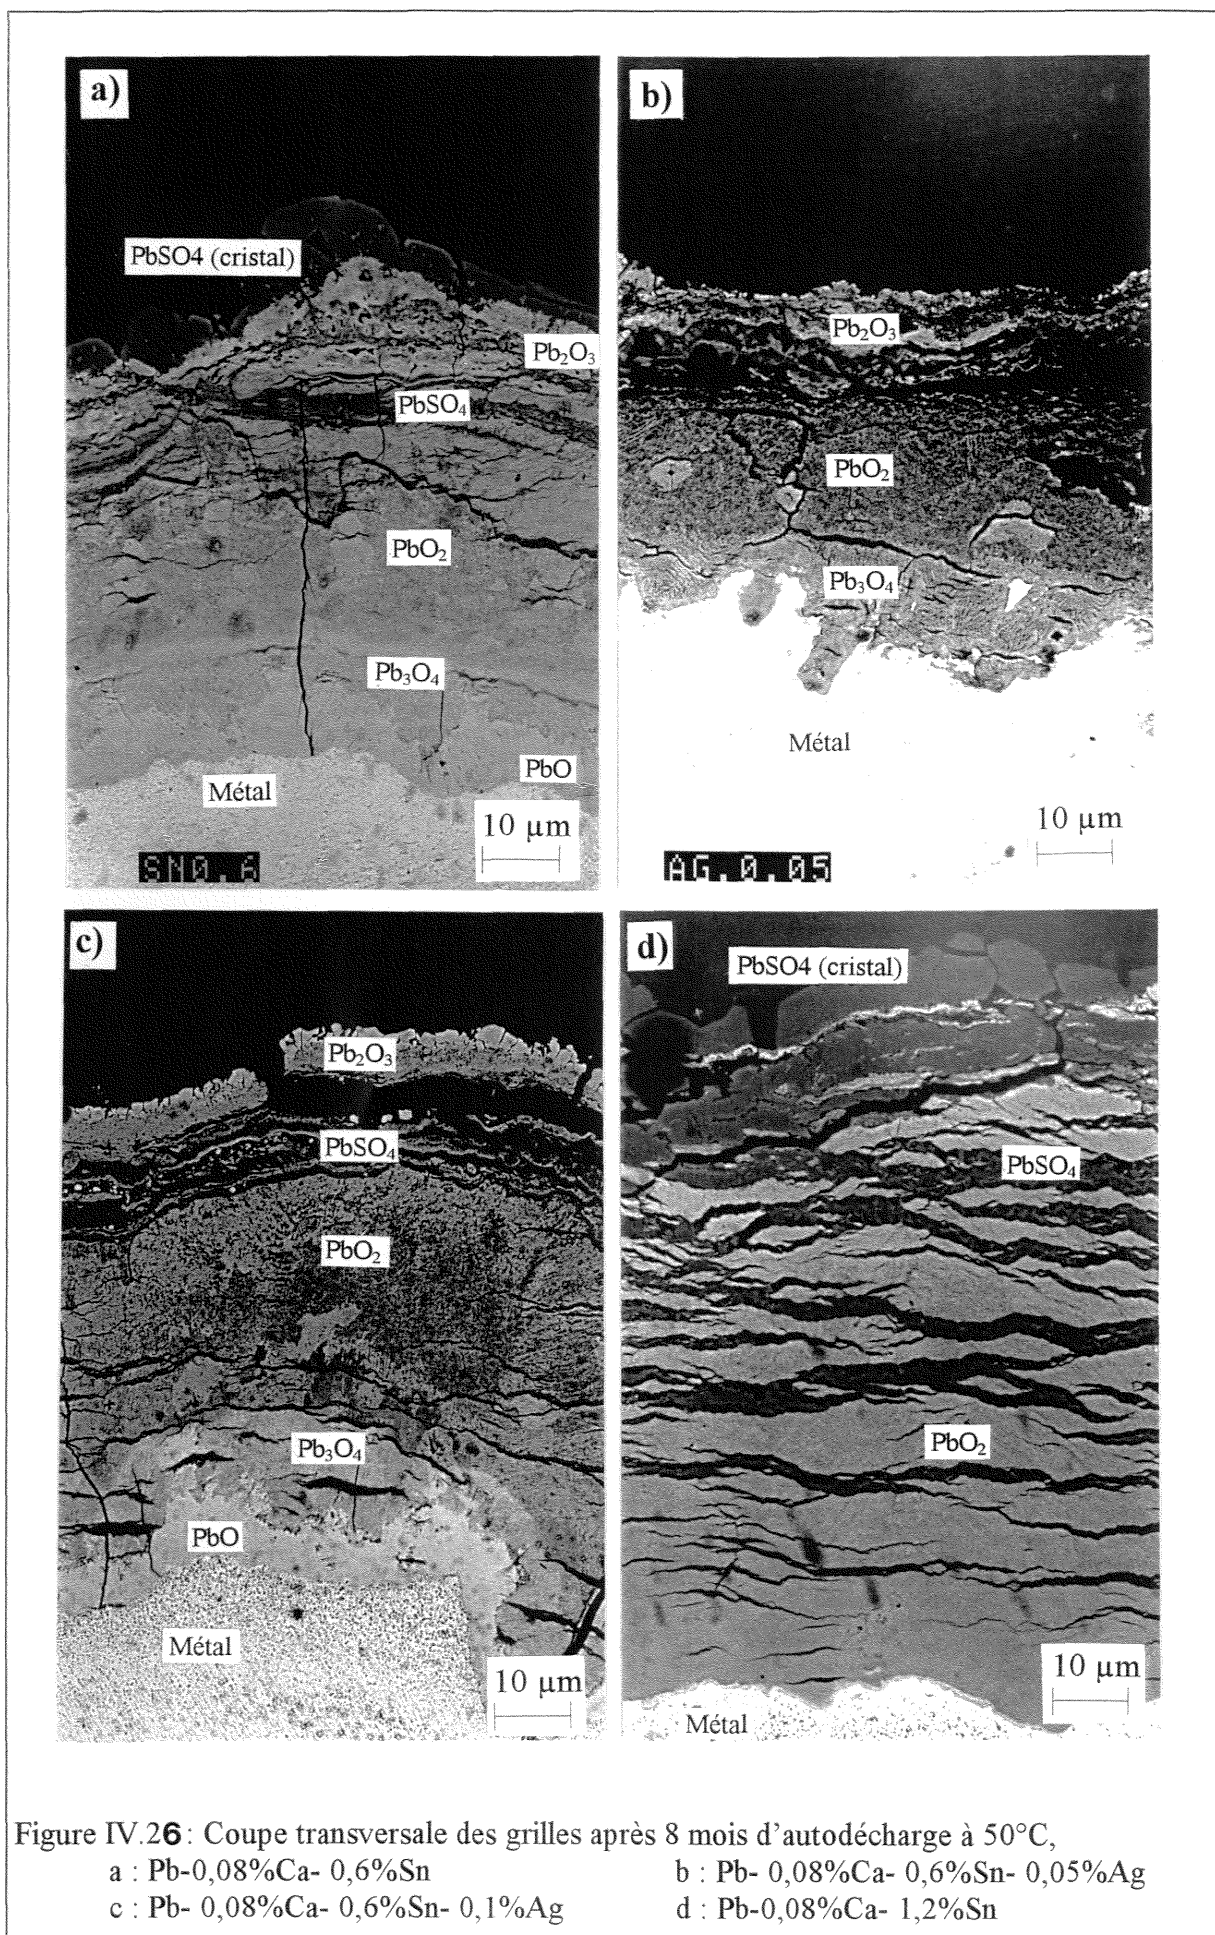 a)
PbSO4 (cristal)
Pb₂O₃
PbSO₄
PbO₂
Pb₃O₄
PbO
Métal
10 µm
SN0.6
b)
Pb₂O₃
PbO₂
Pb₃O₄
Métal
10 µm
AG.0.05
c)
Pb₂O₃
PbSO₄
PbO₂
Pb₃O₄
PbO
Métal
10 µm
d)
PbSO4 (cristal)
PbSO₄
PbO₂
10 µm
Métal
Figure IV.26: Coupe transversale des grilles après 8 mois d'autodécharge à 50°C,
a : Pb-0,08%Ca- 0,6%Sn
b : Pb- 0,08%Ca- 0,6%Sn- 0,05%Ag
c : Pb- 0,08%Ca- 0,6%Sn- 0,1%Ag
d : Pb-0,08%Ca- 1,2%Sn